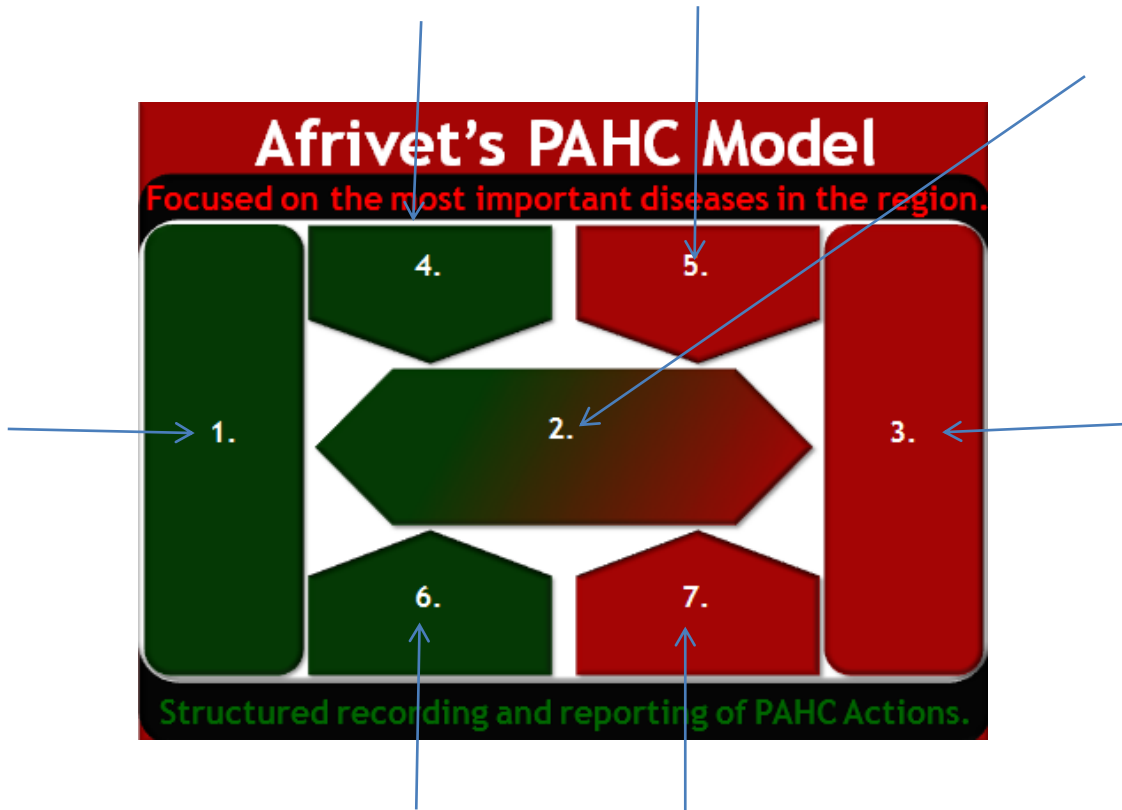 Afrivet's PAHC Model
Focused on the most important diseases in the region.
4.
5.
1.
2.
3.
6.
7.
Structured recording and reporting of PAHC Actions.